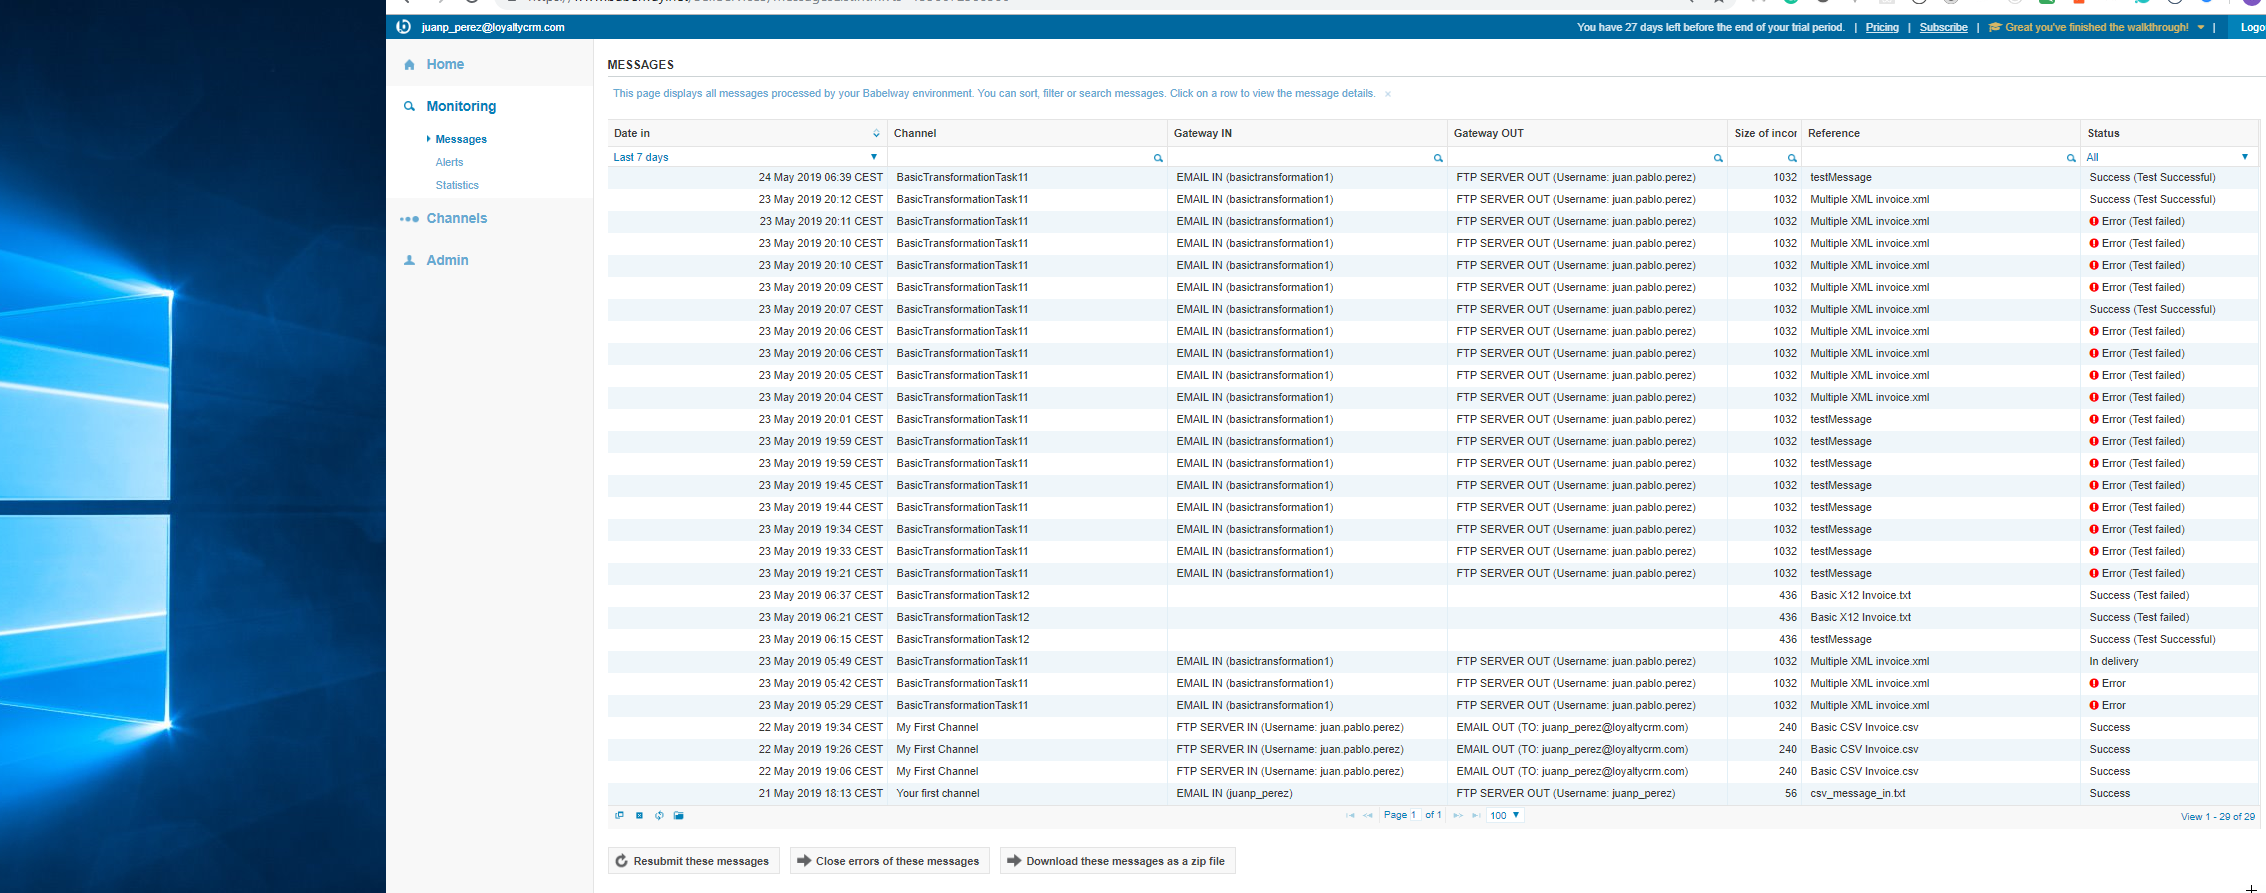 juanp_perez@loyaltycrm.com You have 27 days left before the end of your trial period. | Pricing | Subscribe | Great you've finished the walkthrough! | Logo
Home
Monitoring
Messages
Alerts
Statistics
Channels
Admin
MESSAGES
This page displays all messages processed by your Babelway environment. You can sort, filter or search messages. Click on a row to view the message details. ×
Date in Channel Gateway IN Gateway OUT Size of incor Reference Status
Last 7 days All
24 May 2019 06:39 CEST BasicTransformationTask11 EMAIL IN (basictransformation1) FTP SERVER OUT (Username: juan.pablo.perez) 1032 testMessage Success (Test Successful)
23 May 2019 20:12 CEST BasicTransformationTask11 EMAIL IN (basictransformation1) FTP SERVER OUT (Username: juan.pablo.perez) 1032 Multiple XML invoice.xml Success (Test Successful)
23 May 2019 20:11 CEST BasicTransformationTask11 EMAIL IN (basictransformation1) FTP SERVER OUT (Username: juan.pablo.perez) 1032 Multiple XML invoice.xml Error (Test failed)
23 May 2019 20:10 CEST BasicTransformationTask11 EMAIL IN (basictransformation1) FTP SERVER OUT (Username: juan.pablo.perez) 1032 Multiple XML invoice.xml Error (Test failed)
23 May 2019 20:10 CEST BasicTransformationTask11 EMAIL IN (basictransformation1) FTP SERVER OUT (Username: juan.pablo.perez) 1032 Multiple XML invoice.xml Error (Test failed)
23 May 2019 20:09 CEST BasicTransformationTask11 EMAIL IN (basictransformation1) FTP SERVER OUT (Username: juan.pablo.perez) 1032 Multiple XML invoice.xml Error (Test failed)
23 May 2019 20:07 CEST BasicTransformationTask11 EMAIL IN (basictransformation1) FTP SERVER OUT (Username: juan.pablo.perez) 1032 Multiple XML invoice.xml Success (Test Successful)
23 May 2019 20:06 CEST BasicTransformationTask11 EMAIL IN (basictransformation1) FTP SERVER OUT (Username: juan.pablo.perez) 1032 Multiple XML invoice.xml Error (Test failed)
23 May 2019 20:06 CEST BasicTransformationTask11 EMAIL IN (basictransformation1) FTP SERVER OUT (Username: juan.pablo.perez) 1032 Multiple XML invoice.xml Error (Test failed)
23 May 2019 20:05 CEST BasicTransformationTask11 EMAIL IN (basictransformation1) FTP SERVER OUT (Username: juan.pablo.perez) 1032 Multiple XML invoice.xml Error (Test failed)
23 May 2019 20:04 CEST BasicTransformationTask11 EMAIL IN (basictransformation1) FTP SERVER OUT (Username: juan.pablo.perez) 1032 Multiple XML invoice.xml Error (Test failed)
23 May 2019 20:01 CEST BasicTransformationTask11 EMAIL IN (basictransformation1) FTP SERVER OUT (Username: juan.pablo.perez) 1032 testMessage Error (Test failed)
23 May 2019 19:59 CEST BasicTransformationTask11 EMAIL IN (basictransformation1) FTP SERVER OUT (Username: juan.pablo.perez) 1032 testMessage Error (Test failed)
23 May 2019 19:59 CEST BasicTransformationTask11 EMAIL IN (basictransformation1) FTP SERVER OUT (Username: juan.pablo.perez) 1032 testMessage Error (Test failed)
23 May 2019 19:45 CEST BasicTransformationTask11 EMAIL IN (basictransformation1) FTP SERVER OUT (Username: juan.pablo.perez) 1032 testMessage Error (Test failed)
23 May 2019 19:44 CEST BasicTransformationTask11 EMAIL IN (basictransformation1) FTP SERVER OUT (Username: juan.pablo.perez) 1032 testMessage Error (Test failed)
23 May 2019 19:34 CEST BasicTransformationTask11 EMAIL IN (basictransformation1) FTP SERVER OUT (Username: juan.pablo.perez) 1032 testMessage Error (Test failed)
23 May 2019 19:33 CEST BasicTransformationTask11 EMAIL IN (basictransformation1) FTP SERVER OUT (Username: juan.pablo.perez) 1032 testMessage Error (Test failed)
23 May 2019 19:21 CEST BasicTransformationTask11 EMAIL IN (basictransformation1) FTP SERVER OUT (Username: juan.pablo.perez) 1032 testMessage Error (Test failed)
23 May 2019 06:37 CEST BasicTransformationTask12 436 Basic X12 Invoice.txt Success (Test failed)
23 May 2019 06:21 CEST BasicTransformationTask12 436 Basic X12 Invoice.txt Success (Test failed)
23 May 2019 06:15 CEST BasicTransformationTask12 436 testMessage Success (Test Successful)
23 May 2019 05:49 CEST BasicTransformationTask11 EMAIL IN (basictransformation1) FTP SERVER OUT (Username: juan.pablo.perez) 1032 Multiple XML invoice.xml In delivery
23 May 2019 05:42 CEST BasicTransformationTask11 EMAIL IN (basictransformation1) FTP SERVER OUT (Username: juan.pablo.perez) 1032 Multiple XML invoice.xml Error
23 May 2019 05:29 CEST BasicTransformationTask11 EMAIL IN (basictransformation1) FTP SERVER OUT (Username: juan.pablo.perez) 1032 Multiple XML invoice.xml Error
22 May 2019 19:34 CEST My First Channel FTP SERVER IN (Username: juan.pablo.perez) EMAIL OUT (TO: juanp_perez@loyaltycrm.com) 240 Basic CSV Invoice.csv Success
22 May 2019 19:26 CEST My First Channel FTP SERVER IN (Username: juan.pablo.perez) EMAIL OUT (TO: juanp_perez@loyaltycrm.com) 240 Basic CSV Invoice.csv Success
22 May 2019 19:06 CEST My First Channel FTP SERVER IN (Username: juan.pablo.perez) EMAIL OUT (TO: juanp_perez@loyaltycrm.com) 240 Basic CSV Invoice.csv Success
21 May 2019 18:13 CEST Your first channel EMAIL IN (juanp_perez) FTP SERVER OUT (Username: juanp_perez) 56 csv_message_in.txt Success
Page 1 of 1 100 View 1 - 29 of 29
Resubmit these messages Close errors of these messages Download these messages as a zip file